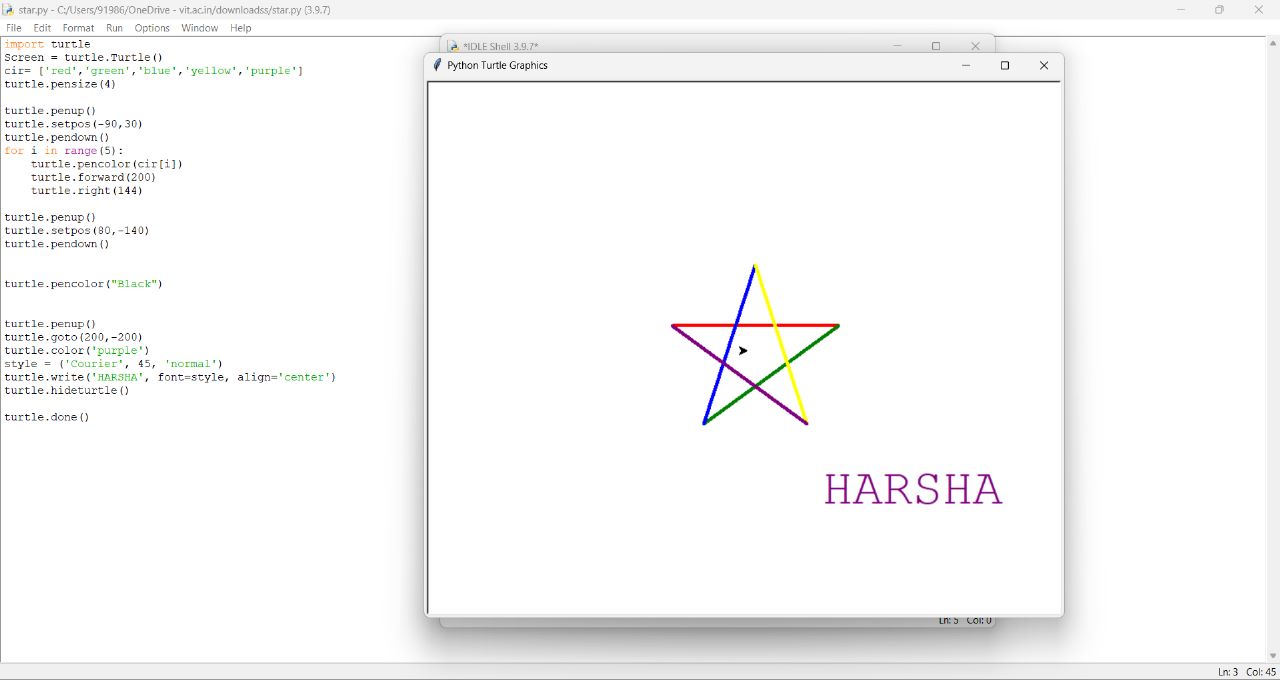 star.py - C:/Users/91986/OneDrive - vit.ac.in/downloadss/star.py (3.9.7)
File Edit Format Run Options Window Help
import turtle
Screen = turtle.Turtle()
cir= ['red','green','blue','yellow','purple']
turtle.pensize(4)
turtle.penup()
turtle.setpos(-90,30)
turtle.pendown()
for i in range(5):
turtle.pencolor(cir[i])
turtle.forward(200)
turtle.right(144)
turtle.penup()
turtle.setpos(80,-140)
turtle.pendown()
turtle.pencolor("Black")
turtle.penup()
turtle.goto(200,-200)
turtle.color('purple')
style = ('Courier', 45, 'normal')
turtle.write('HARSHA', font=style, align='center')
turtle.hideturtle()
turtle.done()
*IDLE Shell 3.9.7*
Python Turtle Graphics
HARSHA
Ln: 5 Col: 0
Ln: 3 Col: 45